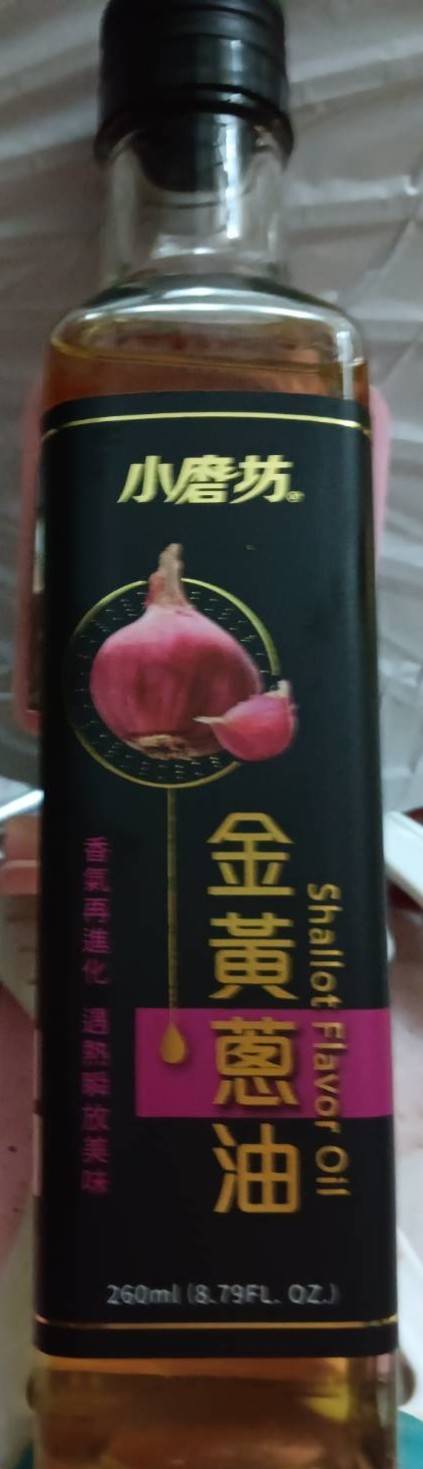 小磨坊®
金黃蔥油
Shallot Flavor Oil
香氣再進化 遇熱瞬放美味
260ml (8.79FL. OZ.)